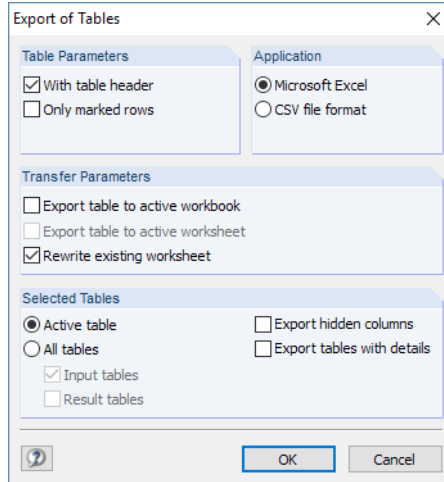 Export of Tables
Table Parameters
With table header
Only marked rows
Application
Microsoft Excel
CSV file format
Transfer Parameters
Export table to active workbook
Export table to active worksheet
Rewrite existing worksheet
Selected Tables
Active table
All tables
Input tables
Result tables
Export hidden columns
Export tables with details
OK
Cancel